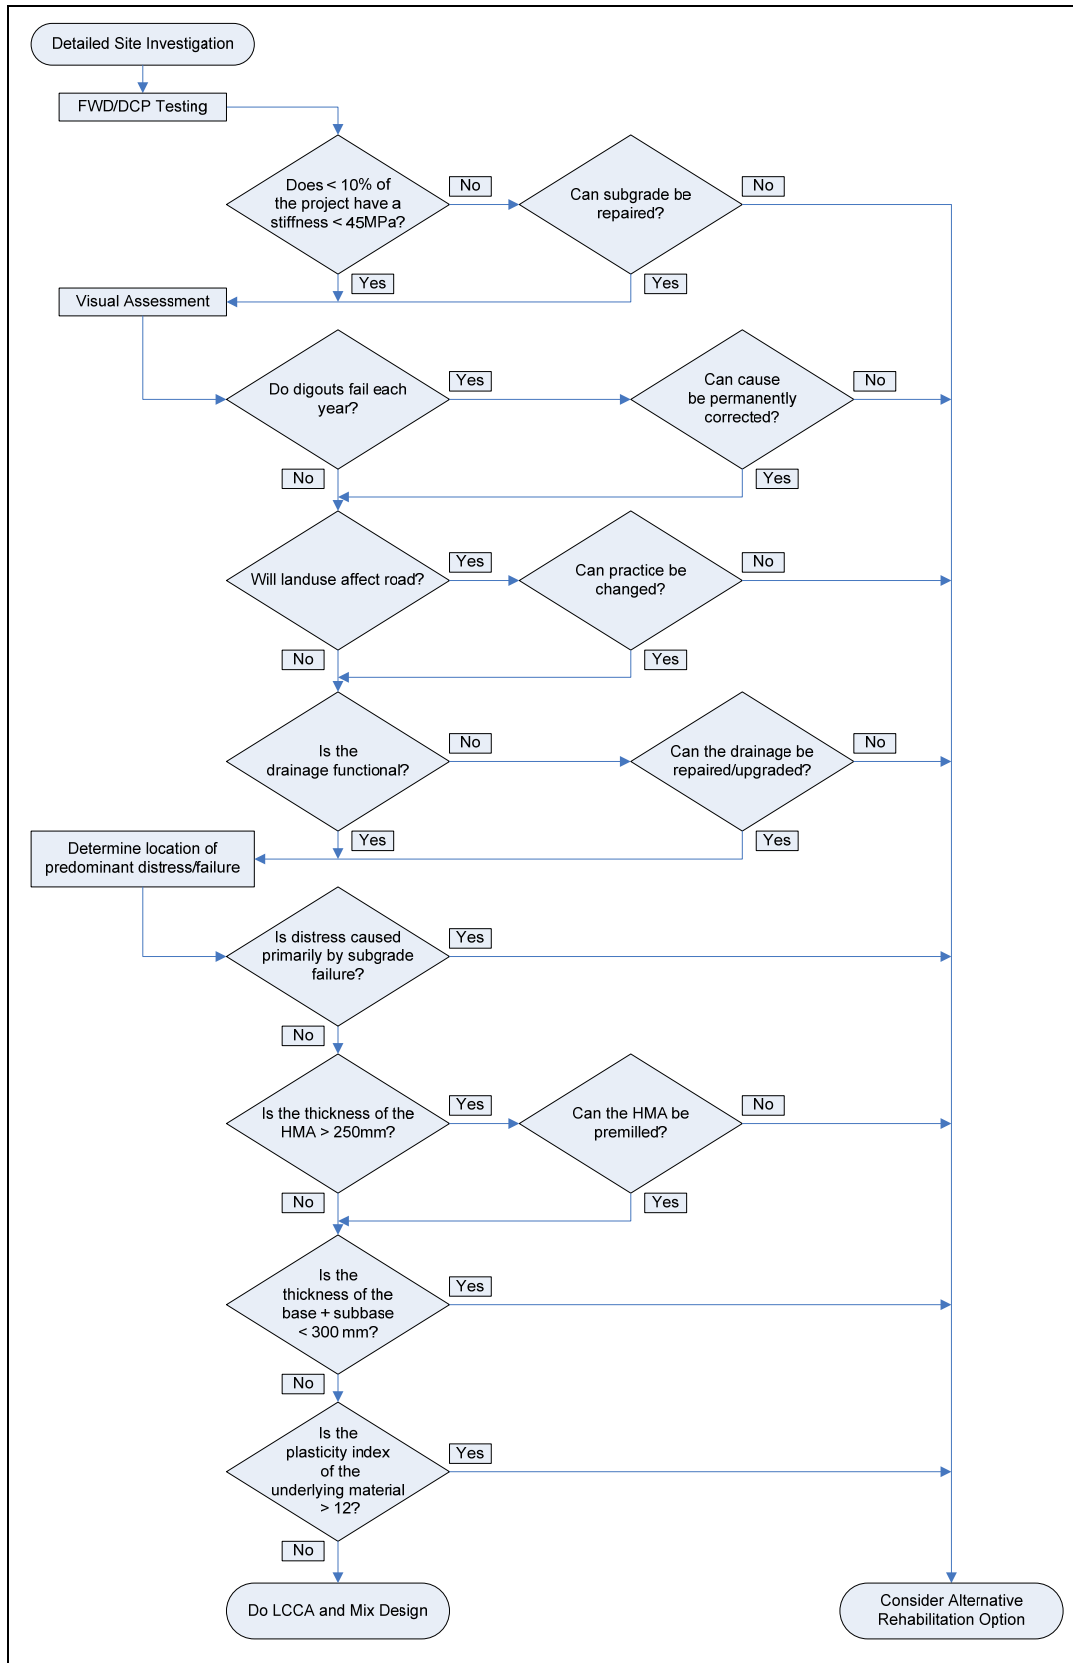 Detailed Site Investigation
FWD/DCP Testing
Does < 10% of
the project have a
stiffness < 45MPa?
No
Can subgrade be
repaired?
No
Yes
Yes
Visual Assessment
Do digouts fail each
year?
Yes
Can cause
be permanently
corrected?
No
No
Yes
Will landuse affect road?
Yes
Can practice be
changed?
No
No
Yes
Is the
drainage functional?
No
Can the drainage be
repaired/upgraded?
No
Yes
Yes
Determine location of
predominant distress/failure
Is distress caused
primarily by subgrade
failure?
Yes
No
Is the thickness of the
HMA > 250mm?
Yes
Can the HMA be
premilled?
No
No
Yes
Is the
thickness of the
base + subbase
< 300 mm?
Yes
No
Is the
plasticity index
of the
underlying material
> 12?
Yes
No
Do LCCA and Mix Design
Consider Alternative
Rehabilitation Option